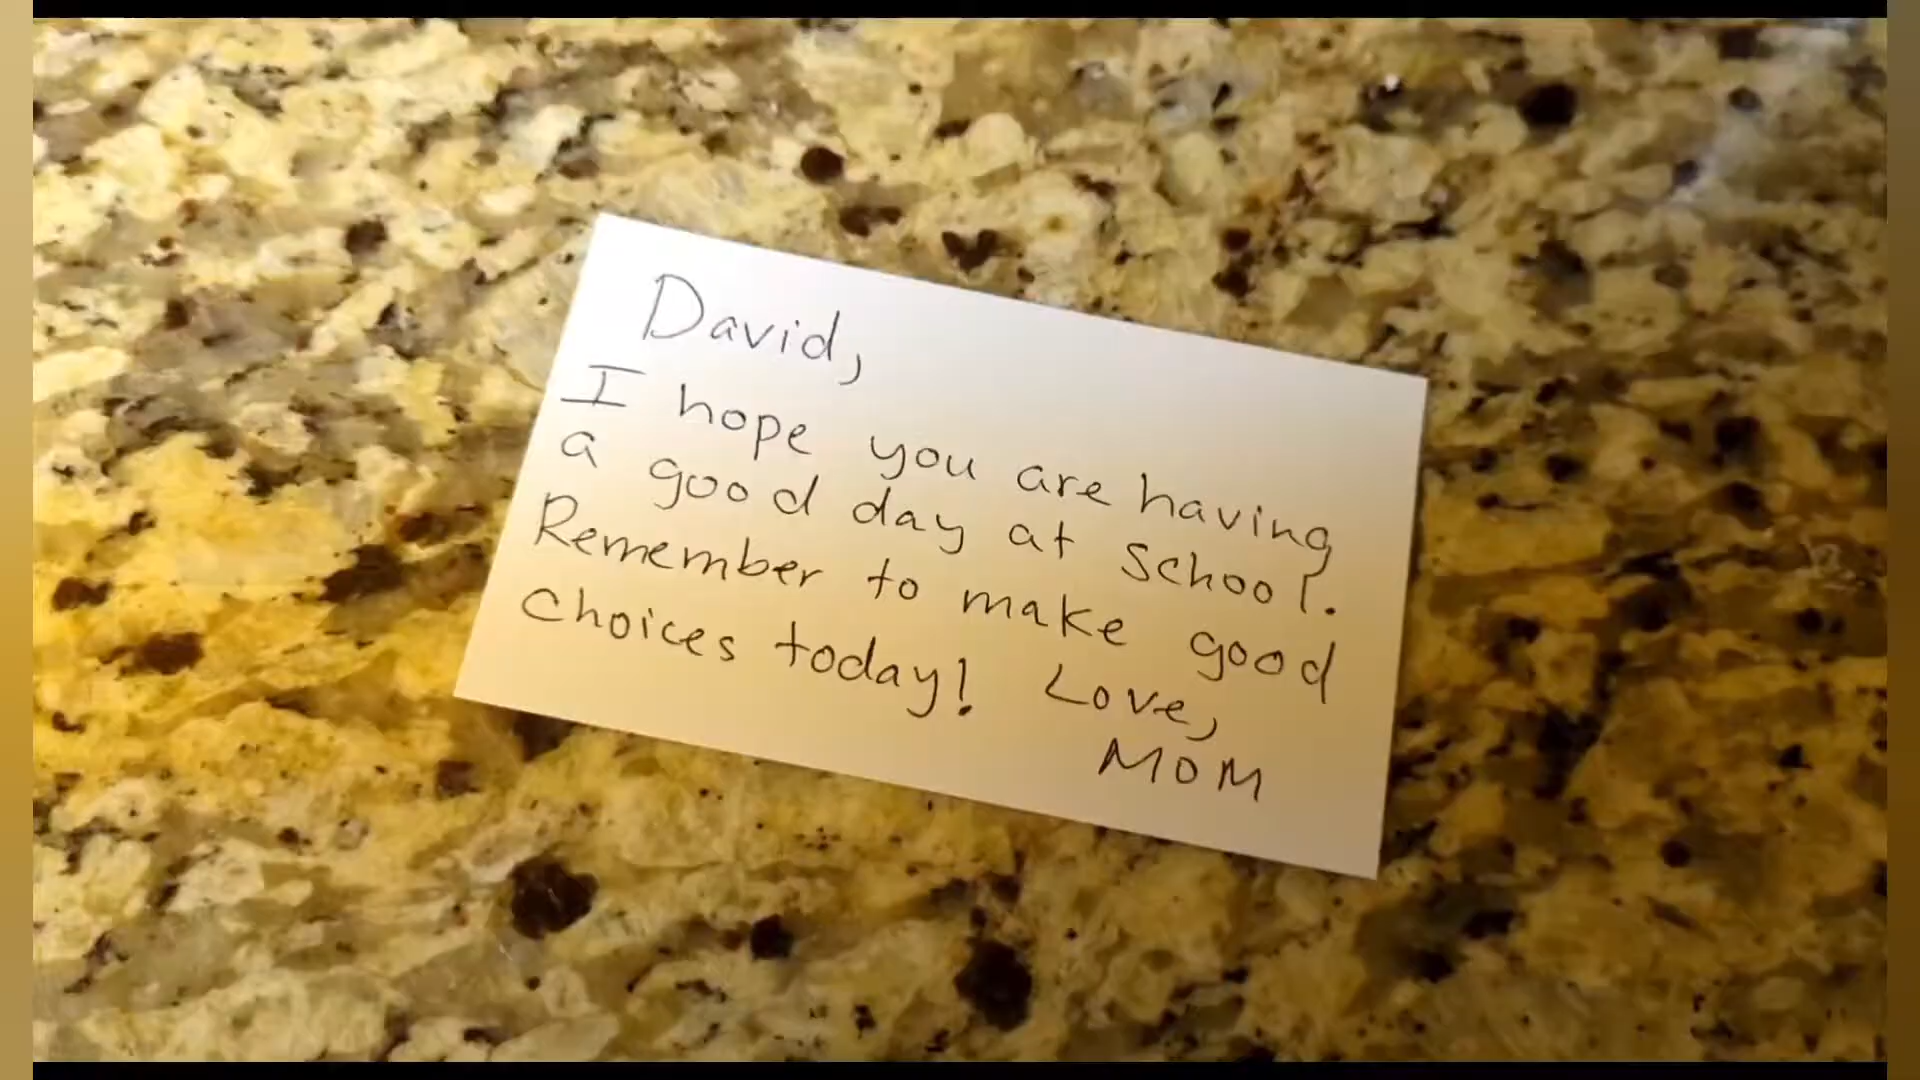 David,
I hope you are having
a good day at school.
Remember to make good
choices today! Love,
MOM